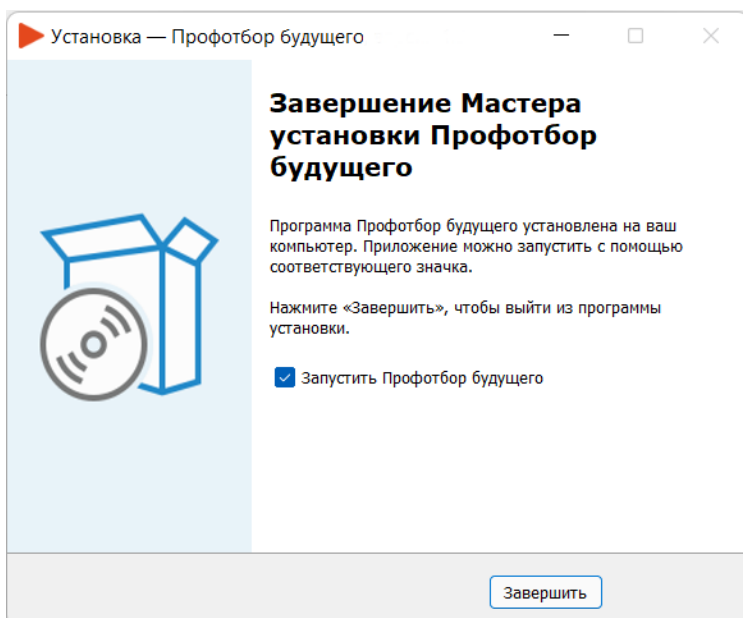 Установка — Профотбор будущего
Завершение Мастера
установки Профотбор
будущего
Программа Профотбор будущего установлена на ваш
компьютер. Приложение можно запустить с помощью
соответствующего значка.
Нажмите «Завершить», чтобы выйти из программы
установки.
Запустить Профотбор будущего
Завершить